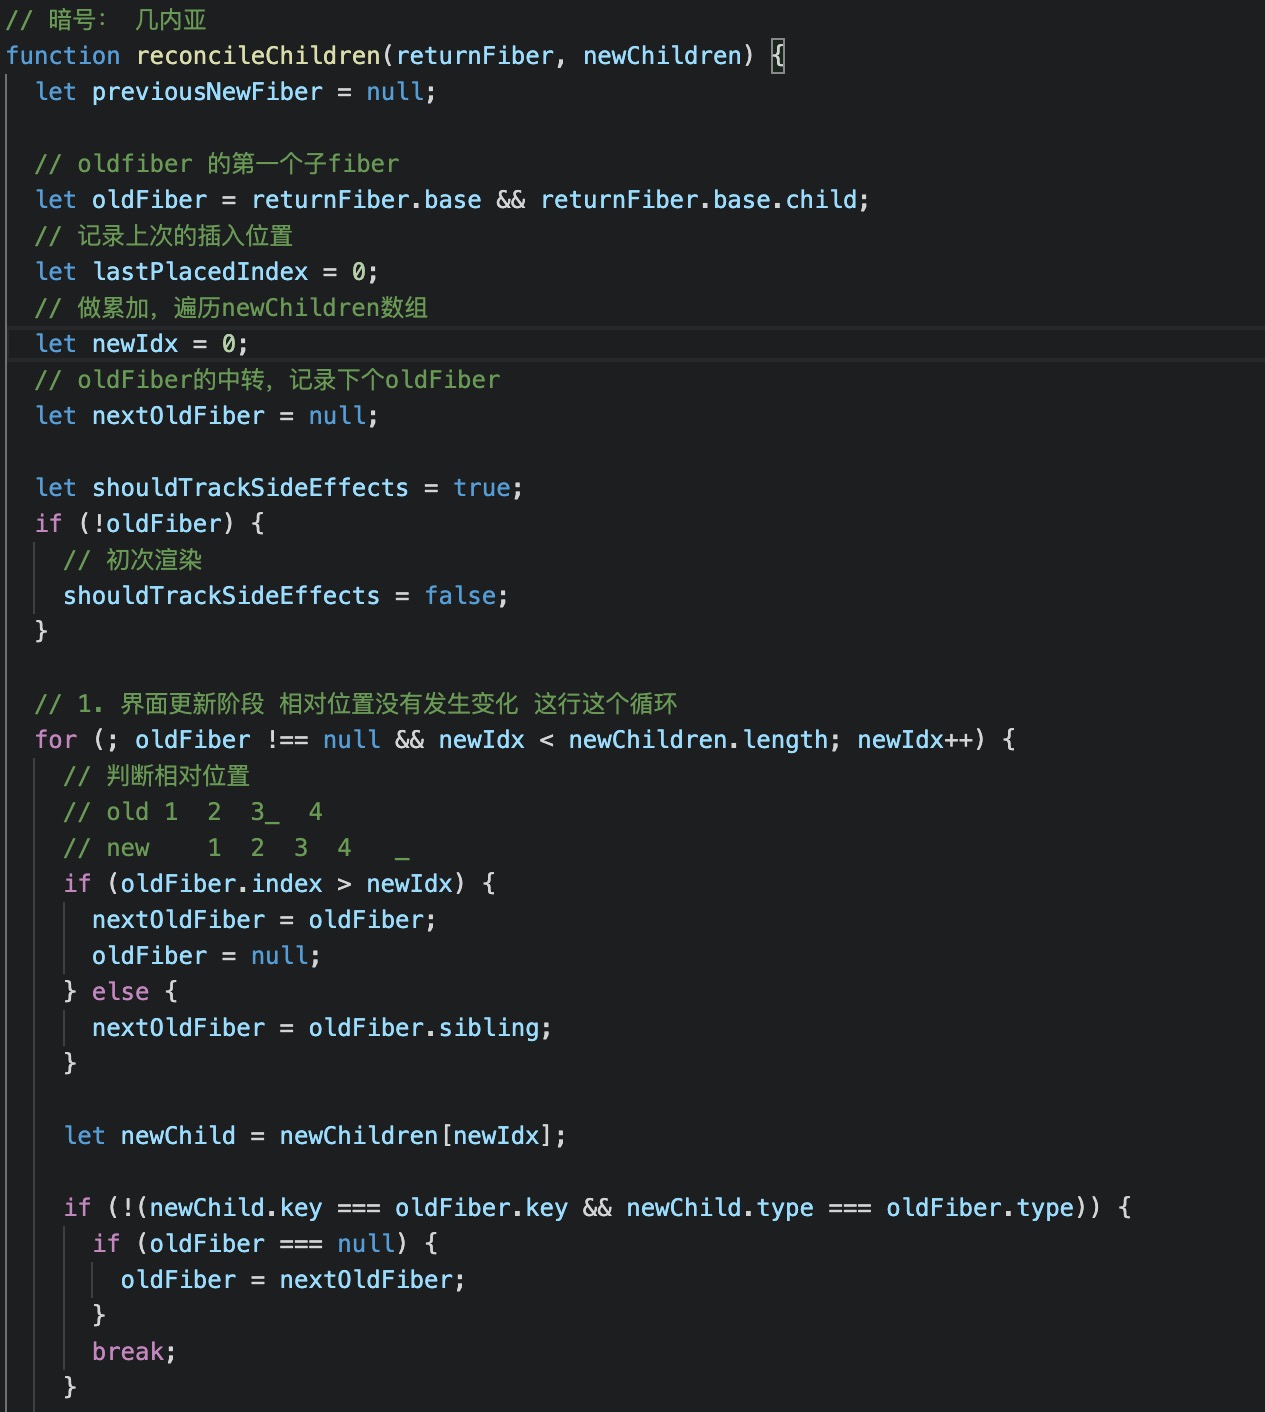 // 暗号： 几内亚
function reconcileChildren(returnFiber, newChildren) {
  let previousNewFiber = null;

  // oldfiber 的第一个子fiber
  let oldFiber = returnFiber.base && returnFiber.base.child;
  // 记录上次的插入位置
  let lastPlacedIndex = 0;
  // 做累加，遍历newChildren数组
  let newIdx = 0;
  // oldFiber的中转，记录下个oldFiber
  let nextOldFiber = null;

  let shouldTrackSideEffects = true;
  if (!oldFiber) {
    // 初次渲染
    shouldTrackSideEffects = false;
  }

  // 1. 界面更新阶段 相对位置没有发生变化 这行这个循环
  for (; oldFiber !== null && newIdx < newChildren.length; newIdx++) {
    // 判断相对位置
    // old 1  2  3_  4
    // new    1  2  3  4   _
    if (oldFiber.index > newIdx) {
      nextOldFiber = oldFiber;
      oldFiber = null;
    } else {
      nextOldFiber = oldFiber.sibling;
    }

    let newChild = newChildren[newIdx];

    if (!(newChild.key === oldFiber.key && newChild.type === oldFiber.type)) {
      if (oldFiber === null) {
        oldFiber = nextOldFiber;
      }
      break;
    }